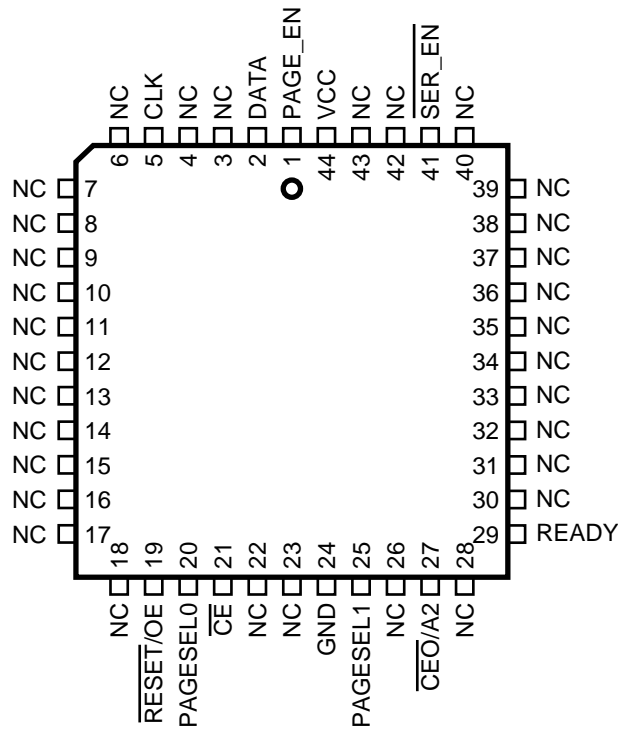 NC
CLK
NC
NC
DATA
PAGE_EN
VCC
NC
NC
S̅E̅R̅_̅E̅N̅
NC
6
5
4
3
2
1
44
43
42
41
40
NC 7
NC 8
NC 9
NC 10
NC 11
NC 12
NC 13
NC 14
NC 15
NC 16
NC 17
39 NC
38 NC
37 NC
36 NC
35 NC
34 NC
33 NC
32 NC
31 NC
30 NC
29 READY
18
19
20
21
22
23
24
25
26
27
28
NC
R̅E̅S̅E̅T̅/OE
PAGESEL0
C̅E̅
NC
NC
GND
PAGESEL1
NC
C̅E̅O̅/A2
NC